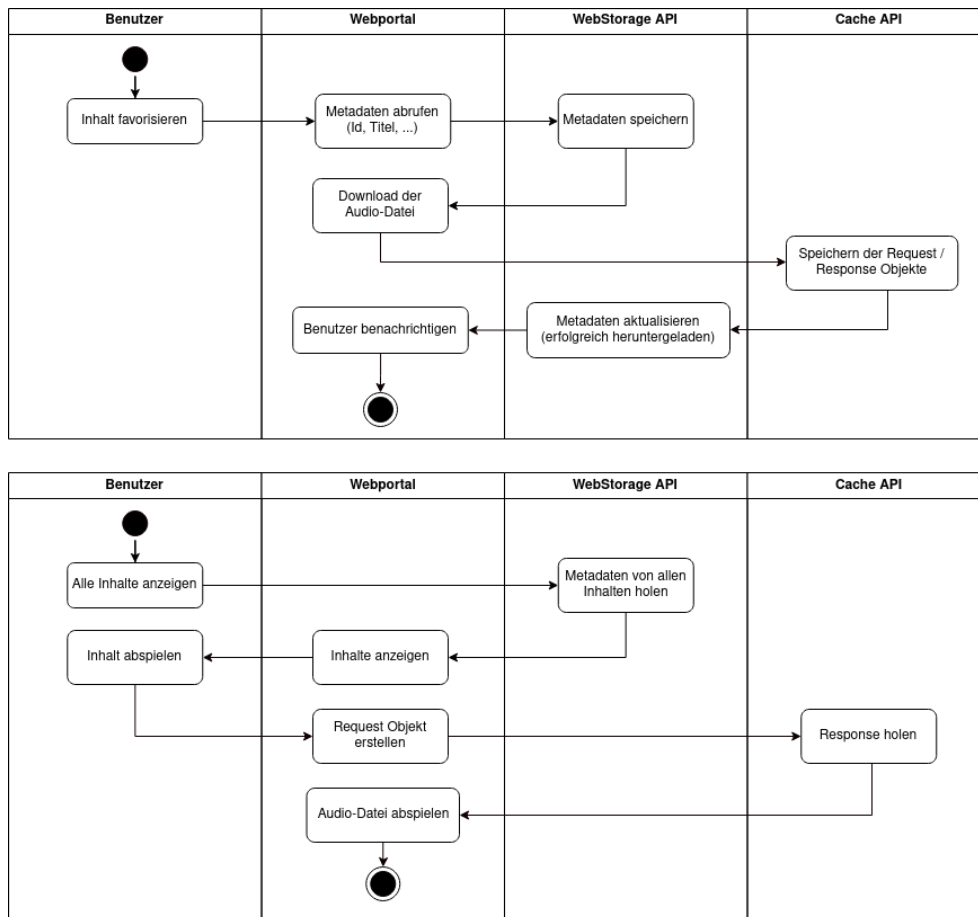 Benutzer
Webportal
WebStorage API
Cache API
Inhalt favorisieren
Metadaten abrufen
(Id, Titel, ...)
Metadaten speichern
Download der
Audio-Datei
Speichern der Request /
Response Objekte
Benutzer benachrichtigen
Metadaten aktualisieren
(erfolgreich heruntergeladen)
Benutzer
Webportal
WebStorage API
Cache API
Alle Inhalte anzeigen
Metadaten von allen
Inhalten holen
Inhalt abspielen
Inhalte anzeigen
Request Objekt
erstellen
Response holen
Audio-Datei abspielen